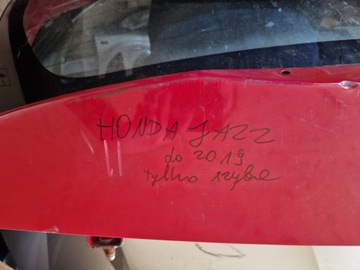 HONDA JAZZ
do 2019
tylko szybe